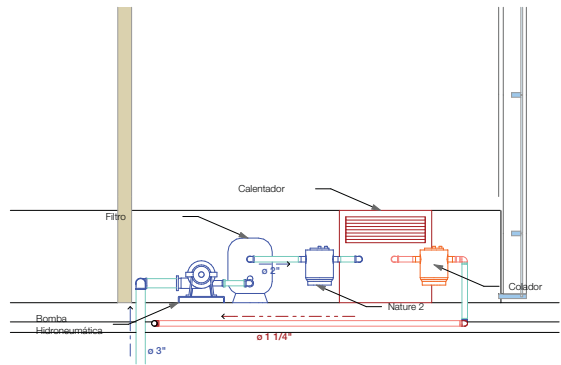 Calentador
Filtro
ø 2"
Colador
Nature 2
Bomba
Hidroneumática
ø 1 1/4"
ø 3"